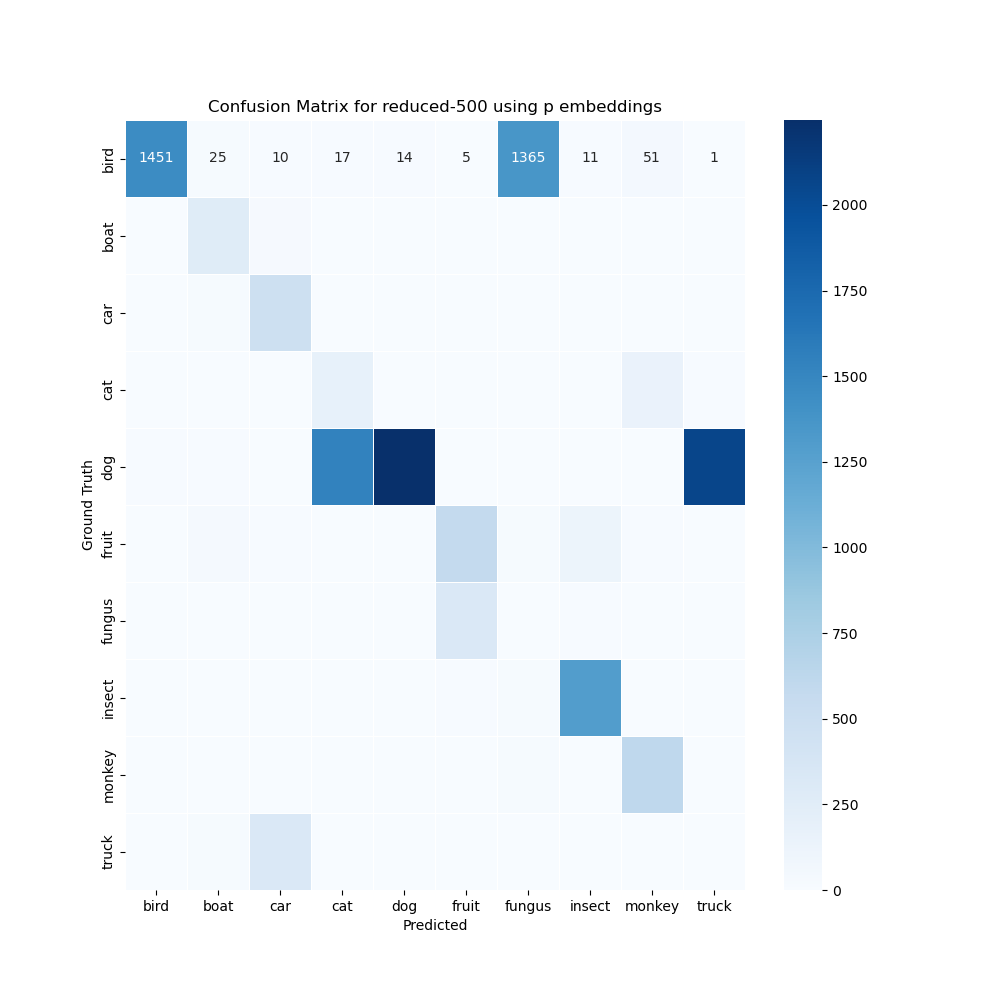 Confusion Matrix for reduced-500 using p embeddings
bird 1451 25 10 17 14 5 1365 11 51 1
boat
car
cat
dog
fruit
fungus
insect
monkey
truck
Ground Truth
bird boat car cat dog fruit fungus insect monkey truck
Predicted
2000
1750
1500
1250
1000
750
500
250
0